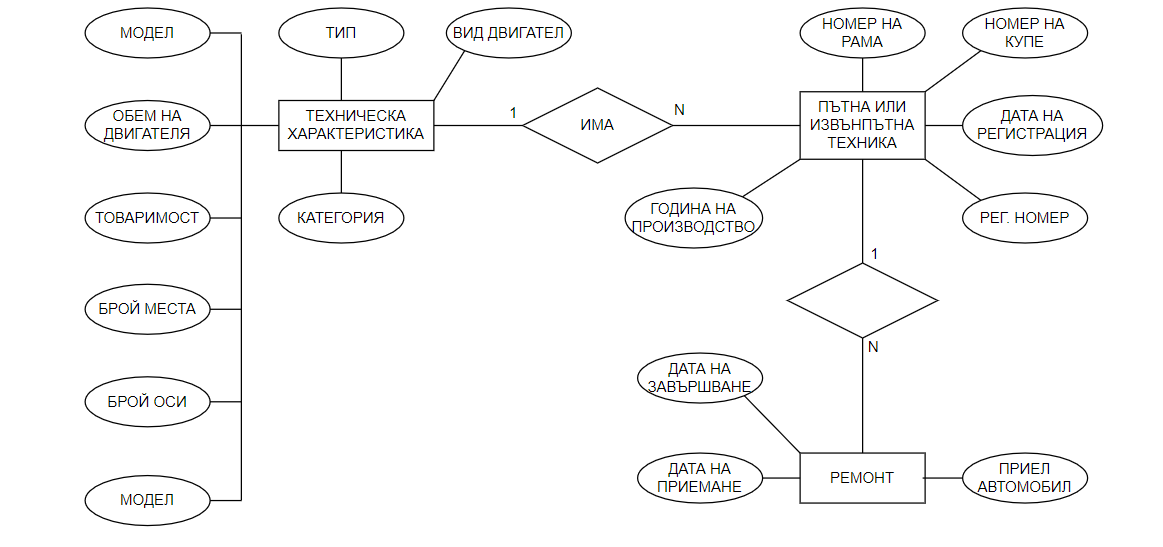 МОДЕЛ
ТИП
ВИД ДВИГАТЕЛ
НОМЕР НА
РАМА
НОМЕР НА
КУПЕ
ОБЕМ НА
ДВИГАТЕЛЯ
ТЕХНИЧЕСКА
ХАРАКТЕРИСТИКА
1
ИМА
N
ПЪТНА ИЛИ
ИЗВЪНПЪТНА
ТЕХНИКА
ДАТА НА
РЕГИСТРАЦИЯ
ТОВАРИМОСТ
КАТЕГОРИЯ
ГОДИНА НА
ПРОИЗВОДСТВО
РЕГ. НОМЕР
1
БРОЙ МЕСТА
N
ДАТА НА
ЗАВЪРШВАНЕ
БРОЙ ОСИ
ДАТА НА
ПРИЕМАНЕ
РЕМОНТ
ПРИЕЛ
АВТОМОБИЛ
МОДЕЛ